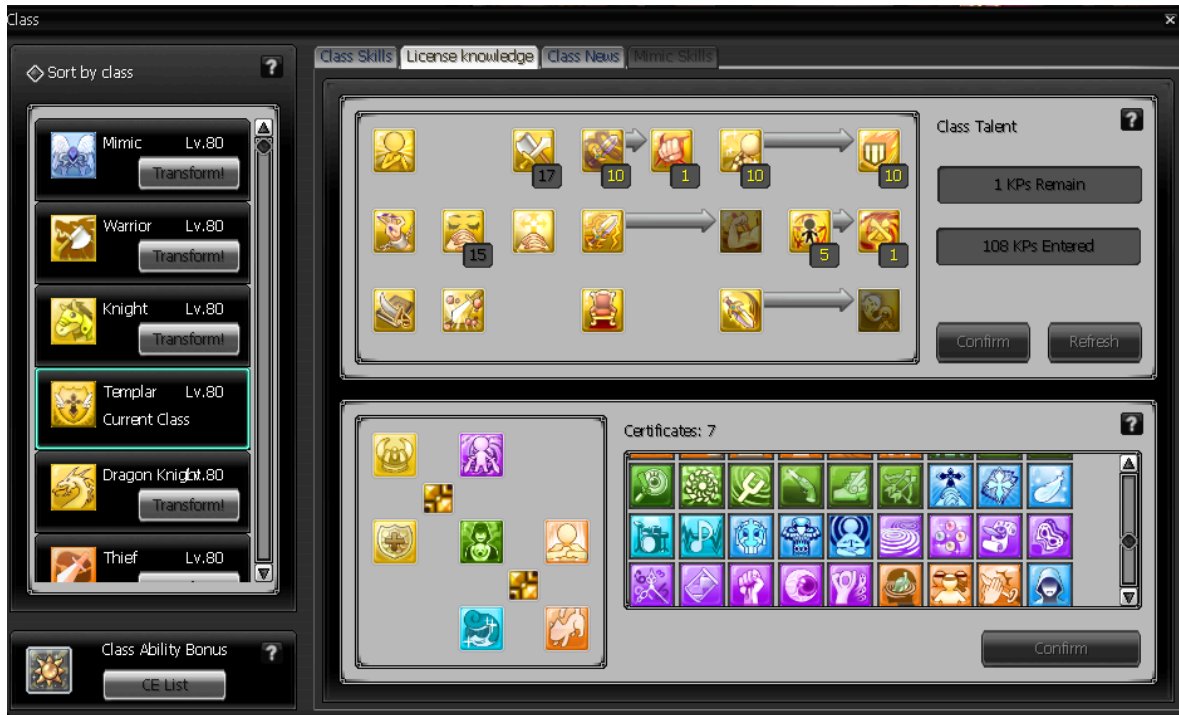 Class
x
Sort by class
?
Mimic Lv.80
Transform!
Warrior Lv.80
Transform!
Knight Lv.80
Transform!
Templar Lv.80
Current Class
Dragon Knight.80
Transform!
Thief Lv.80
Class Ability Bonus
?
CE List
Class Skills License knowledge Class News Mimic Skills
17 10 1 10 10
15 5 1
Class Talent
?
1 KPs Remain
108 KPs Entered
Confirm Refresh
Certificates: 7
?
Confirm